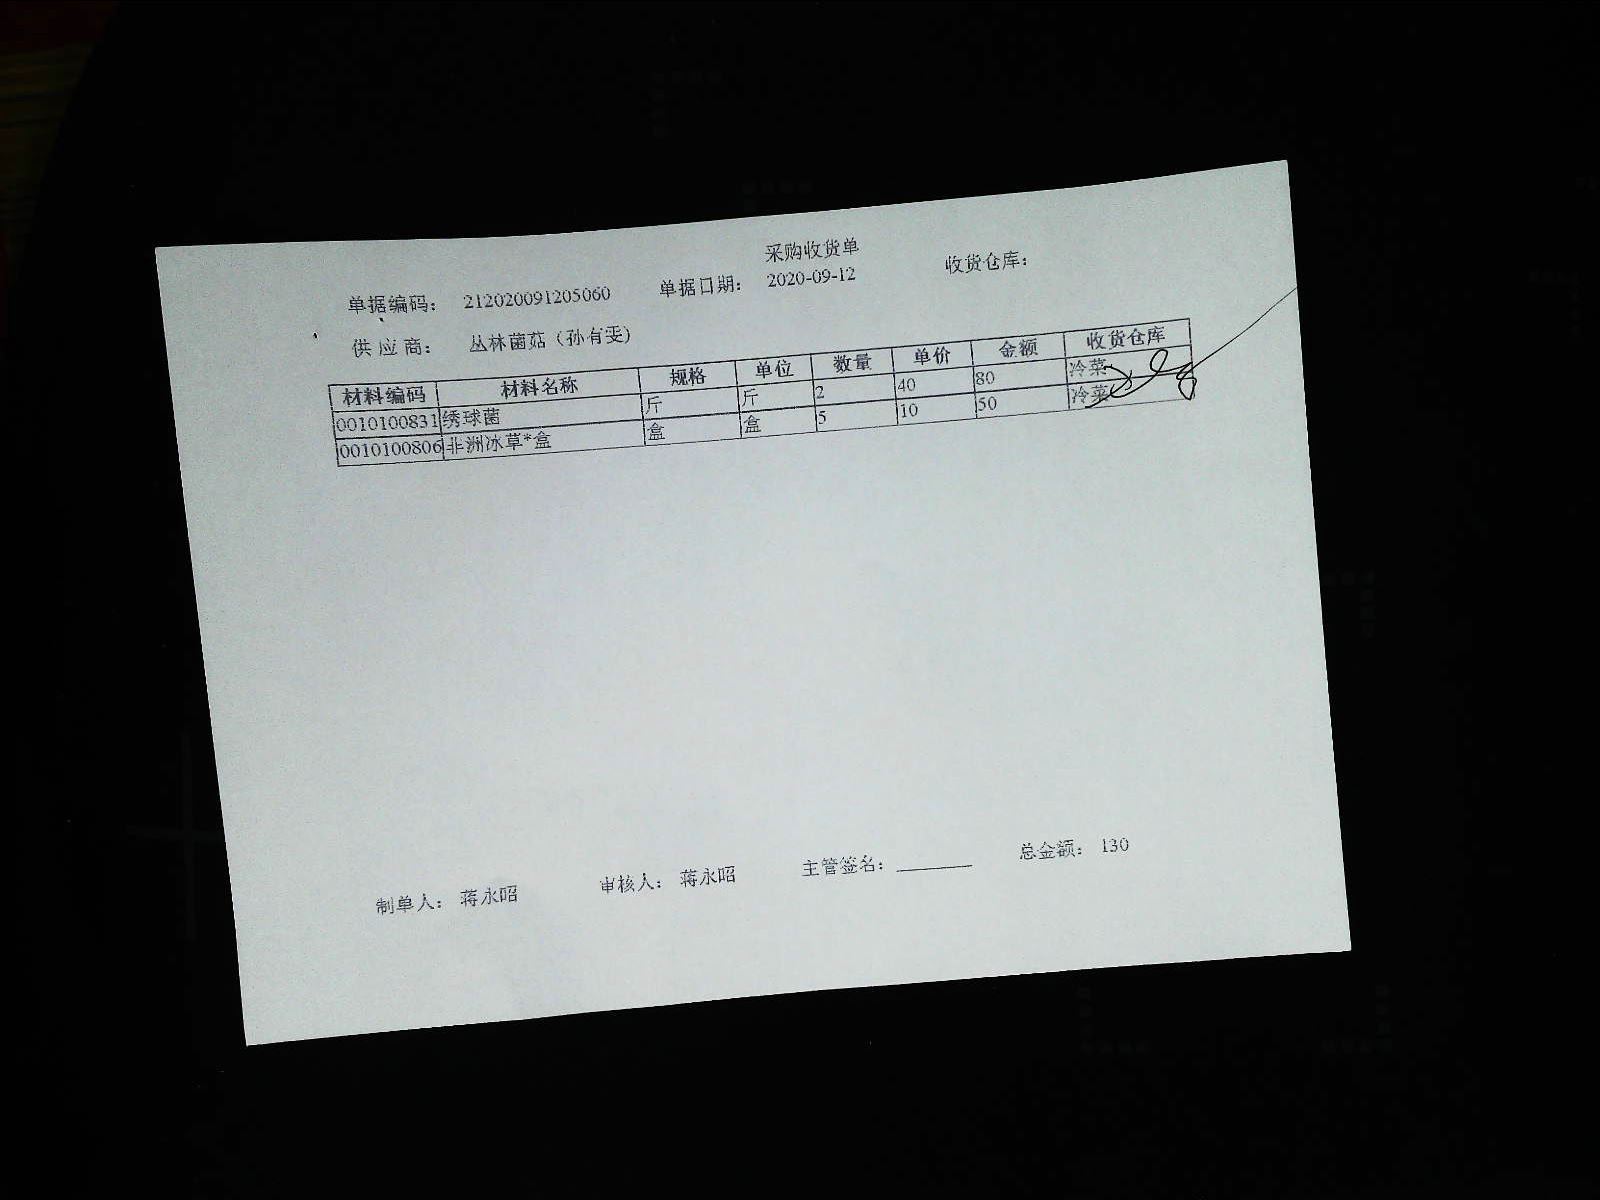 采购收货单
单据编码： 212020091205060 单据日期： 2020-09-12 收货仓库：
供应商： 丛林菌菇（孙有雯）
材料编码 材料名称 规格 单位 数量 单价 金额 收货仓库
0010100831 绣球菌 斤 斤 2 40 80 冷菜
0010100806 非洲冰草*盒 盒 盒 5 10 50 冷菜
制单人： 蒋永昭 审核人： 蒋永昭 主管签名： 总金额： 130